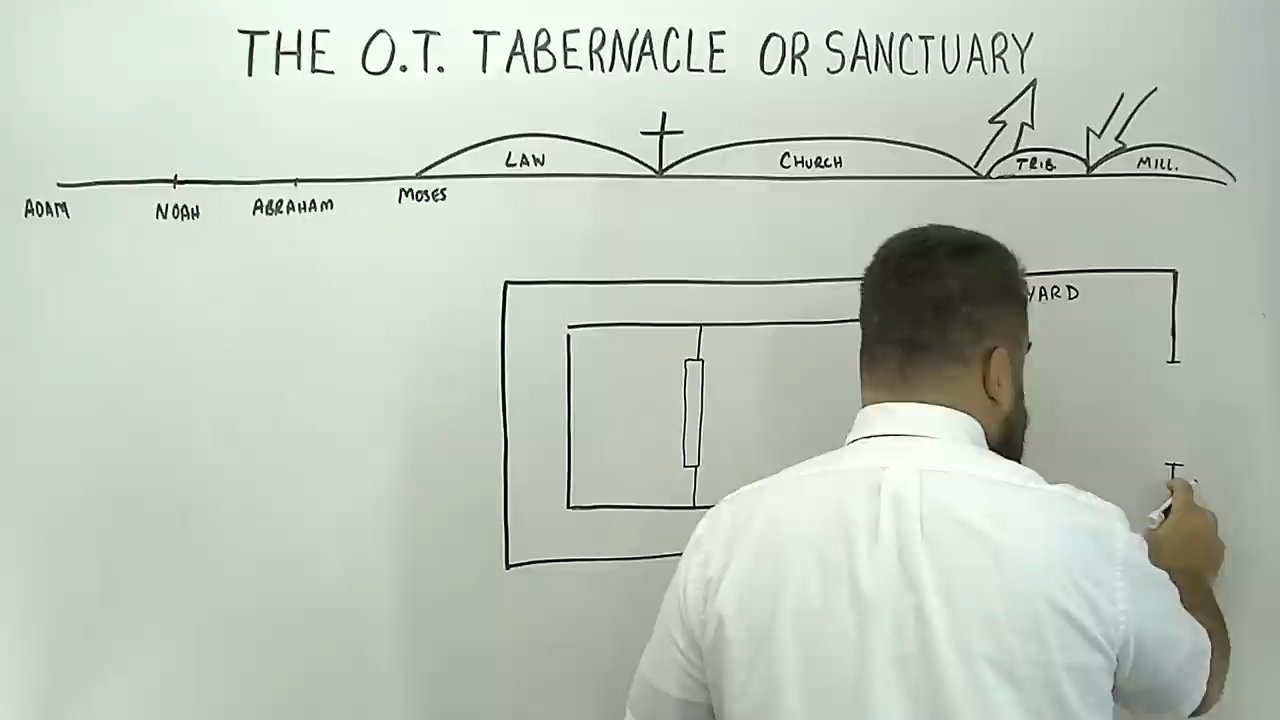 THE O.T. TABERNACLE OR SANCTUARY
LAW CHURCH TRIB. MILL.
ADAM NOAH ABRAHAM MOSES
YARD